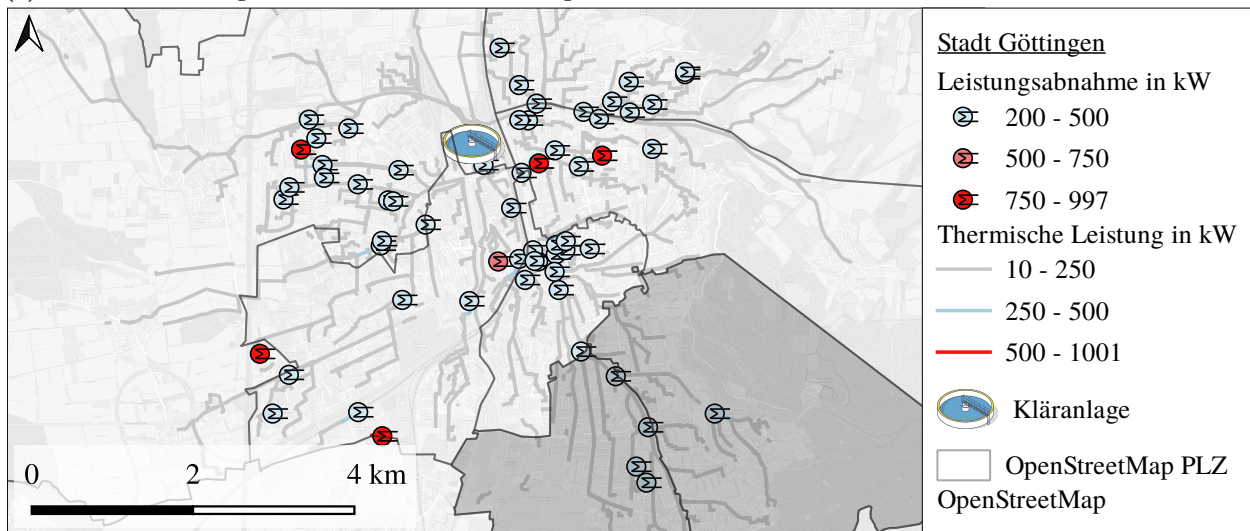 Stadt Göttingen
Leistungsabnahme in kW
200 - 500
500 - 750
750 - 997
Thermische Leistung in kW
10 - 250
250 - 500
500 - 1001
Kläranlage
OpenStreetMap PLZ
OpenStreetMap
0 2 4 km